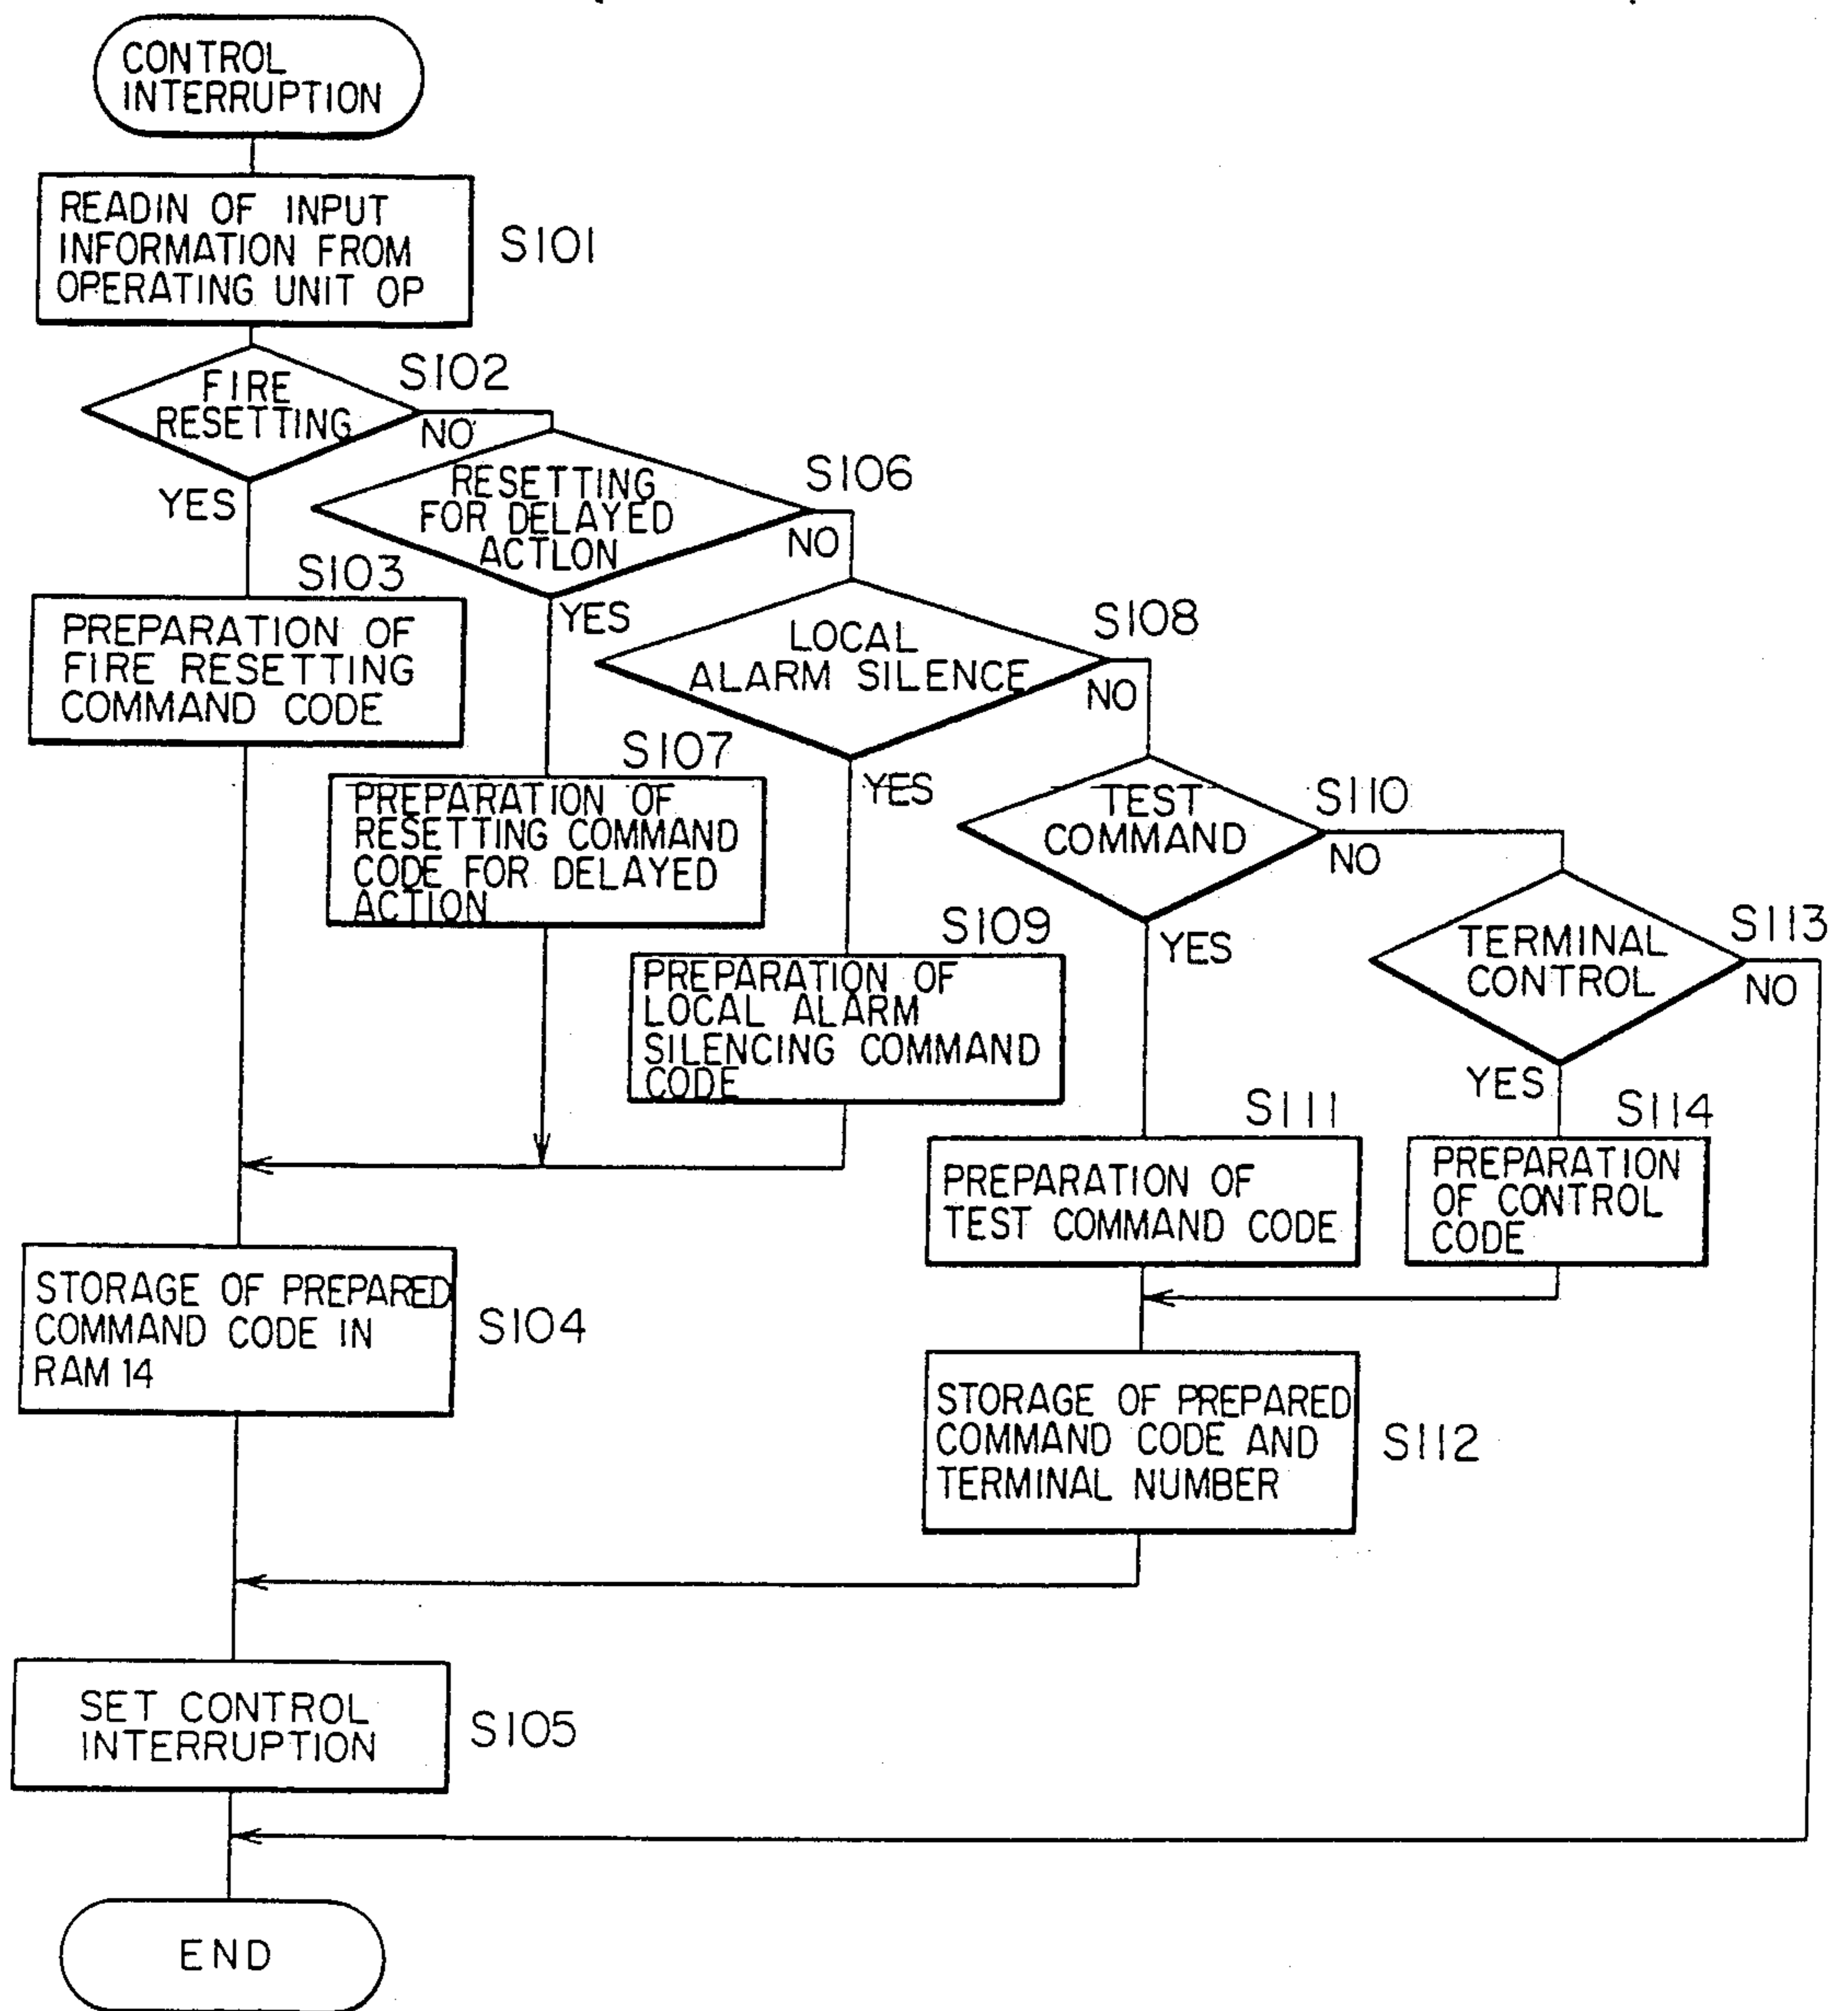 CONTROL
INTERRUPTION
READIN OF INPUT
INFORMATION FROM
OPERATING UNIT OP
S101
FIRE
RESETTING
S102
NO
YES
RESETTING
FOR DELAYED
ACTLON
S106
NO
YES
S103
PREPARATION OF
FIRE RESETTING
COMMAND CODE
LOCAL
ALARM SILENCE
S108
NO
YES
S107
PREPARATION OF
RESETTING COMMAND
CODE FOR DELAYED
ACTION
TEST
COMMAND
S110
NO
YES
S109
PREPARATION OF
LOCAL ALARM
SILENCING COMMAND
CODE
TERMINAL
CONTROL
S113
NO
YES
S111
PREPARATION OF
TEST COMMAND CODE
S114
PREPARATION
OF CONTROL
CODE
STORAGE OF PREPARED
COMMAND CODE IN
RAM 14
S104
STORAGE OF PREPARED
COMMAND CODE AND
TERMINAL NUMBER
S112
SET CONTROL
INTERRUPTION
S105
END